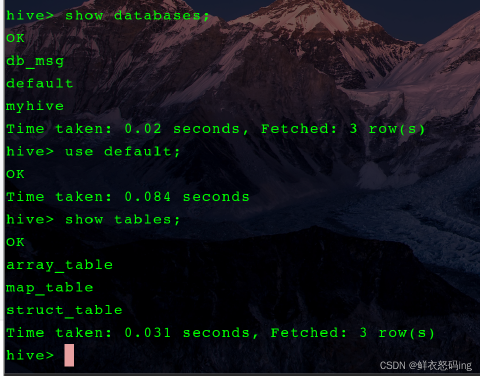 hive> show databases;
OK
db_msg
default
myhive
Time taken: 0.02 seconds, Fetched: 3 row(s)
hive> use default;
OK
Time taken: 0.084 seconds
hive> show tables;
OK
array_table
map_table
struct_table
Time taken: 0.031 seconds, Fetched: 3 row(s)
hive>
CSDN @鲜衣怒码ing